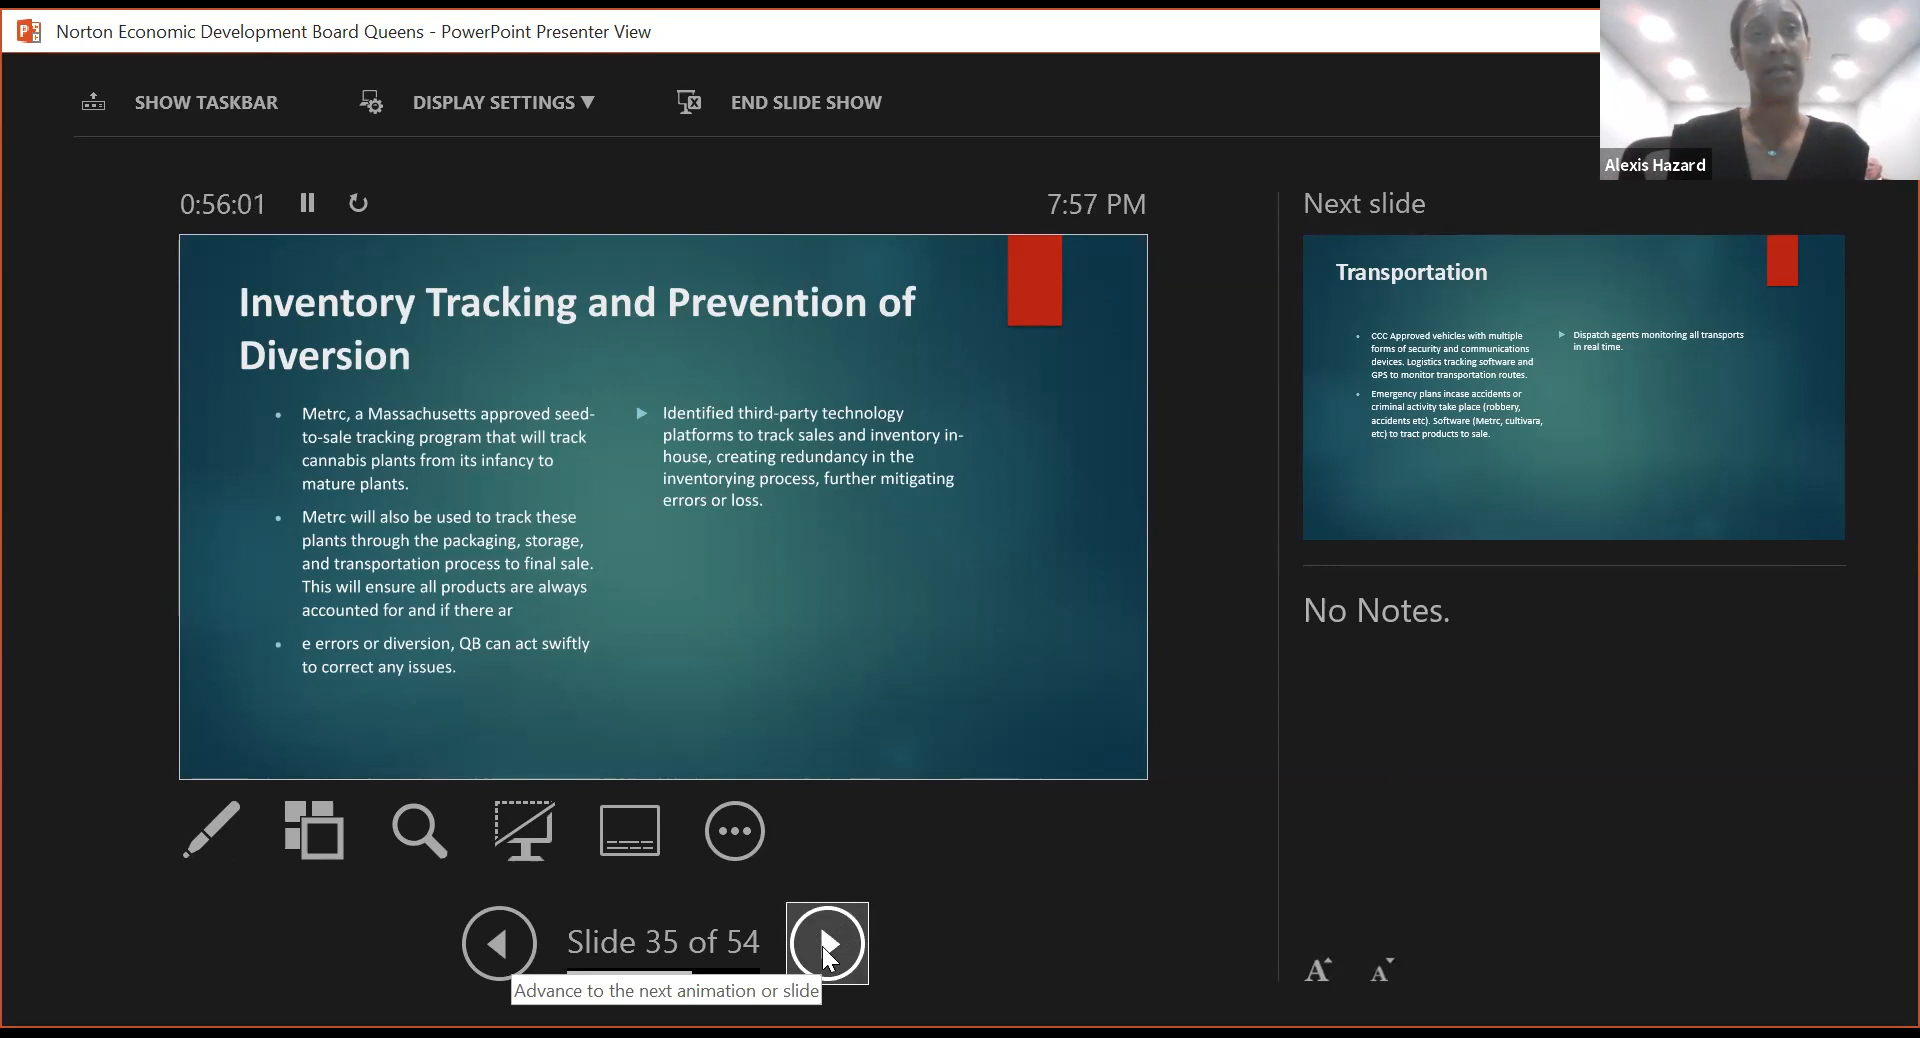 Norton Economic Development Board Queens - PowerPoint Presenter View
SHOW TASKBAR
DISPLAY SETTINGS ▼
END SLIDE SHOW
Alexis Hazard
0:56:01
7:57 PM
Inventory Tracking and Prevention of
Diversion
• Metrc, a Massachusetts approved seed-
to-sale tracking program that will track
cannabis plants from its infancy to
mature plants.
• Metrc will also be used to track these
plants through the packaging, storage,
and transportation process to final sale.
This will ensure all products are always
accounted for and if there ar
• e errors or diversion, QB can act swiftly
to correct any issues.
Identified third-party technology
platforms to track sales and inventory in-
house, creating redundancy in the
inventorying process, further mitigating
errors or loss.
Next slide
Transportation
• CCC Approved vehicles with multiple
forms of security and communications
devices. Logistics tracking software and
GPS to monitor transportation routes.
• Emergency plans incase accidents or
criminal activity take place (robbery,
accidents etc). Software (Metrc, cultivara,
etc) to tract products to sale.
Dispatch agents monitoring all transports
in real time.
No Notes.
Slide 35 of 54
Advance to the next animation or slide
A A